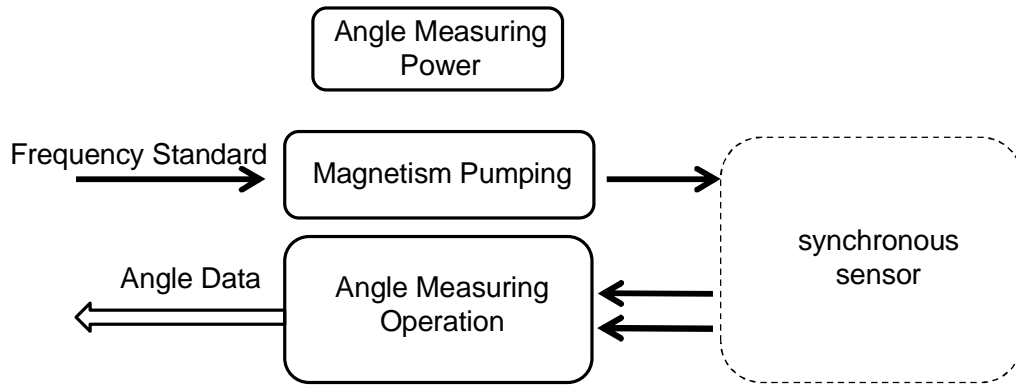 Angle Measuring
Power
Frequency Standard
Magnetism Pumping
synchronous
sensor
Angle Data
Angle Measuring
Operation